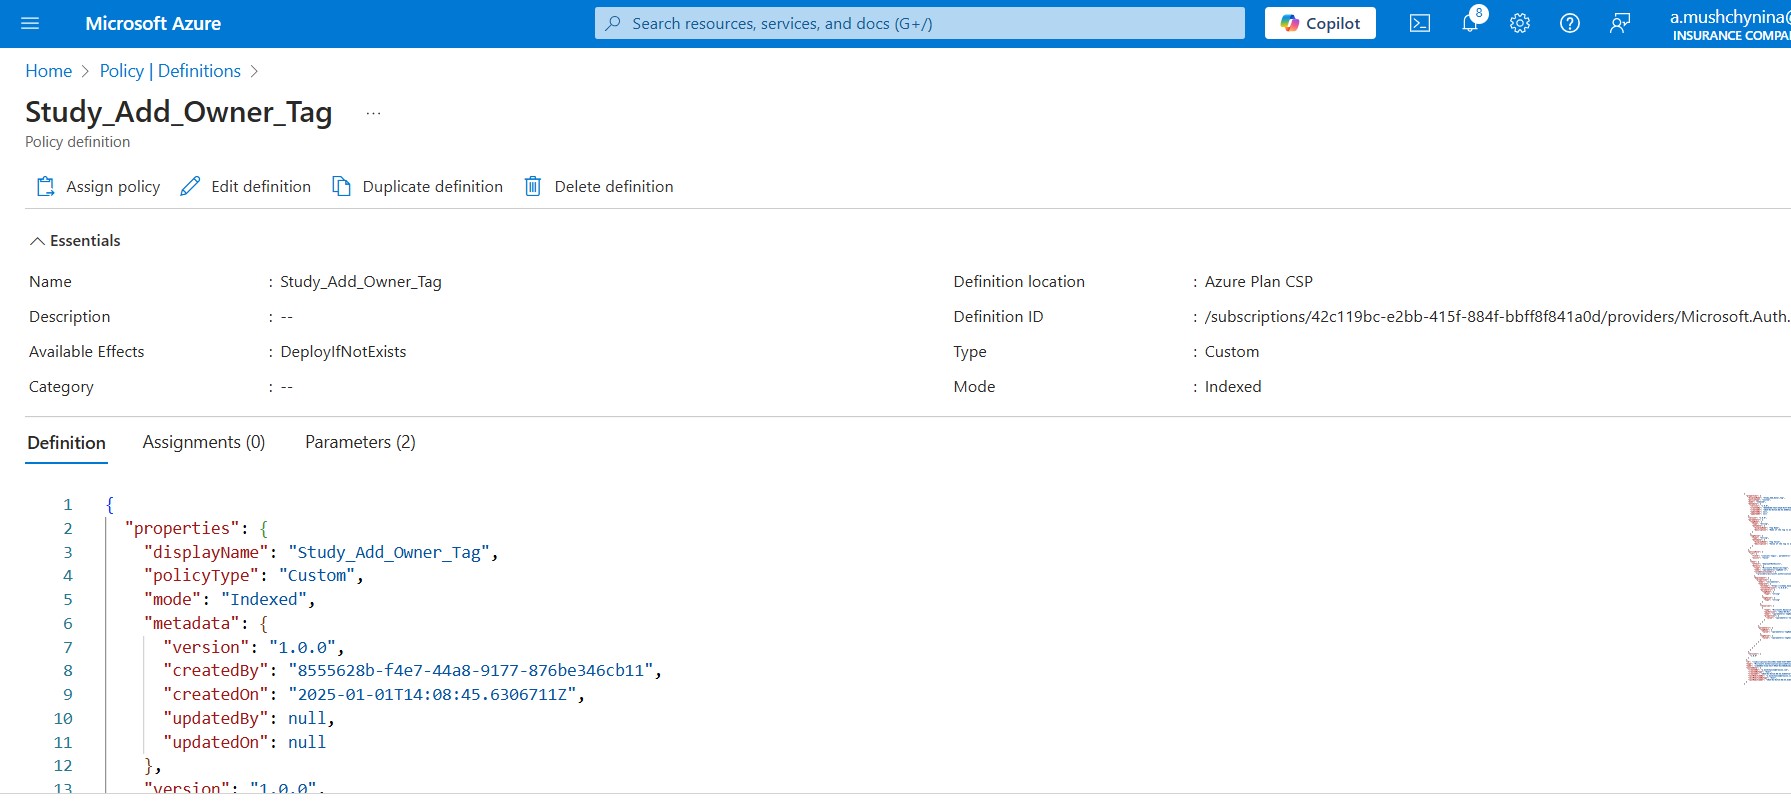 Microsoft Azure
Search resources, services, and docs (G+/)
Copilot
8
a.mushchynina@
INSURANCE COMPA
Home > Policy | Definitions >
Study_Add_Owner_Tag ...
Policy definition
Assign policy Edit definition Duplicate definition Delete definition
Essentials
Name : Study_Add_Owner_Tag Definition location : Azure Plan CSP
Description : -- Definition ID : /subscriptions/42c119bc-e2bb-415f-884f-bbff8f841a0d/providers/Microsoft.Auth.
Available Effects : DeployIfNotExists Type : Custom
Category : -- Mode : Indexed
Definition Assignments (0) Parameters (2)
1 {
2 "properties": {
3 "displayName": "Study_Add_Owner_Tag",
4 "policyType": "Custom",
5 "mode": "Indexed",
6 "metadata": {
7 "version": "1.0.0",
8 "createdBy": "8555628b-f4e7-44a8-9177-876be346cb11",
9 "createdOn": "2025-01-01T14:08:45.6306711Z",
10 "updatedBy": null,
11 "updatedOn": null
12 },
13 "version": "1.0.0",